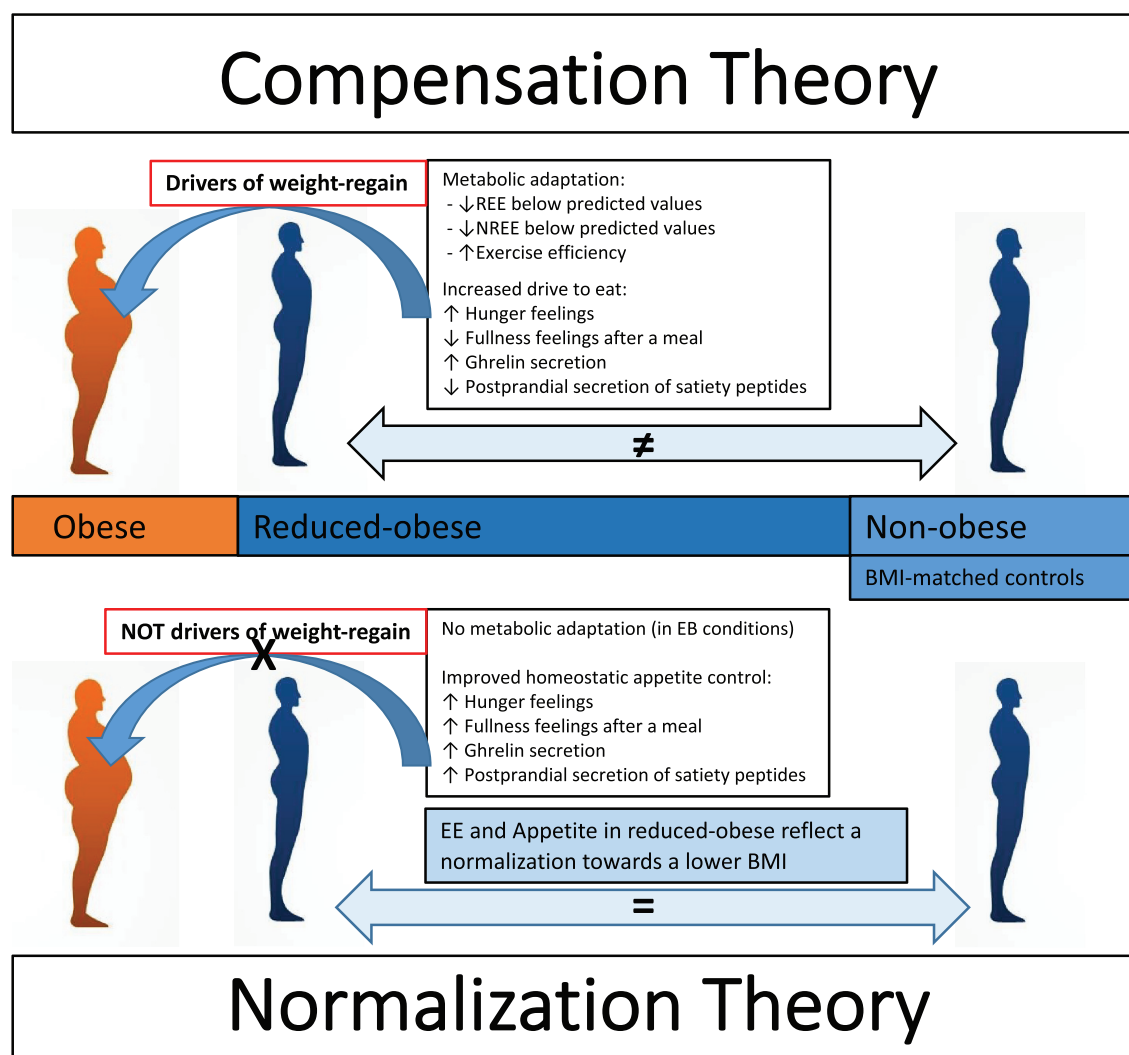 Compensation Theory
Drivers of weight-regain
Metabolic adaptation:
- ↓REE below predicted values
- ↓NREE below predicted values
- ↑Exercise efficiency
Increased drive to eat:
↑ Hunger feelings
↓ Fullness feelings after a meal
↑ Ghrelin secretion
↓ Postprandial secretion of satiety peptides
≠
Obese
Reduced-obese
Non-obese
BMI-matched controls
NOT drivers of weight-regain
X
No metabolic adaptation (in EB conditions)
Improved homeostatic appetite control:
↑ Hunger feelings
↑ Fullness feelings after a meal
↑ Ghrelin secretion
↑ Postprandial secretion of satiety peptides
EE and Appetite in reduced-obese reflect a
normalization towards a lower BMI
=
Normalization Theory